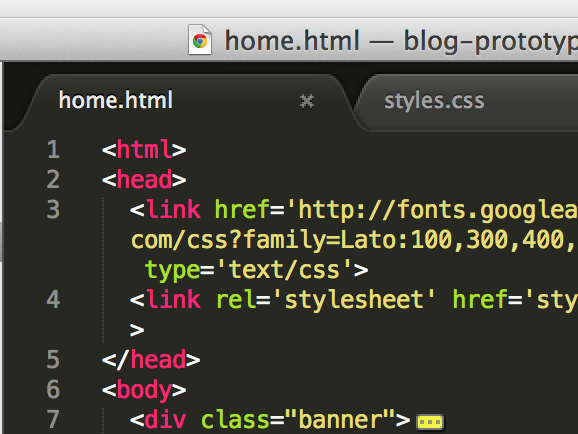 home.html — blog-prototyp
home.html styles.css
1 <html>
2 <head>
3 <link href='http://fonts.googlea
com/css?family=Lato:100,300,400,
type='text/css'>
4 <link rel='stylesheet' href='sty
>
5 </head>
6 <body>
7 <div class="banner">